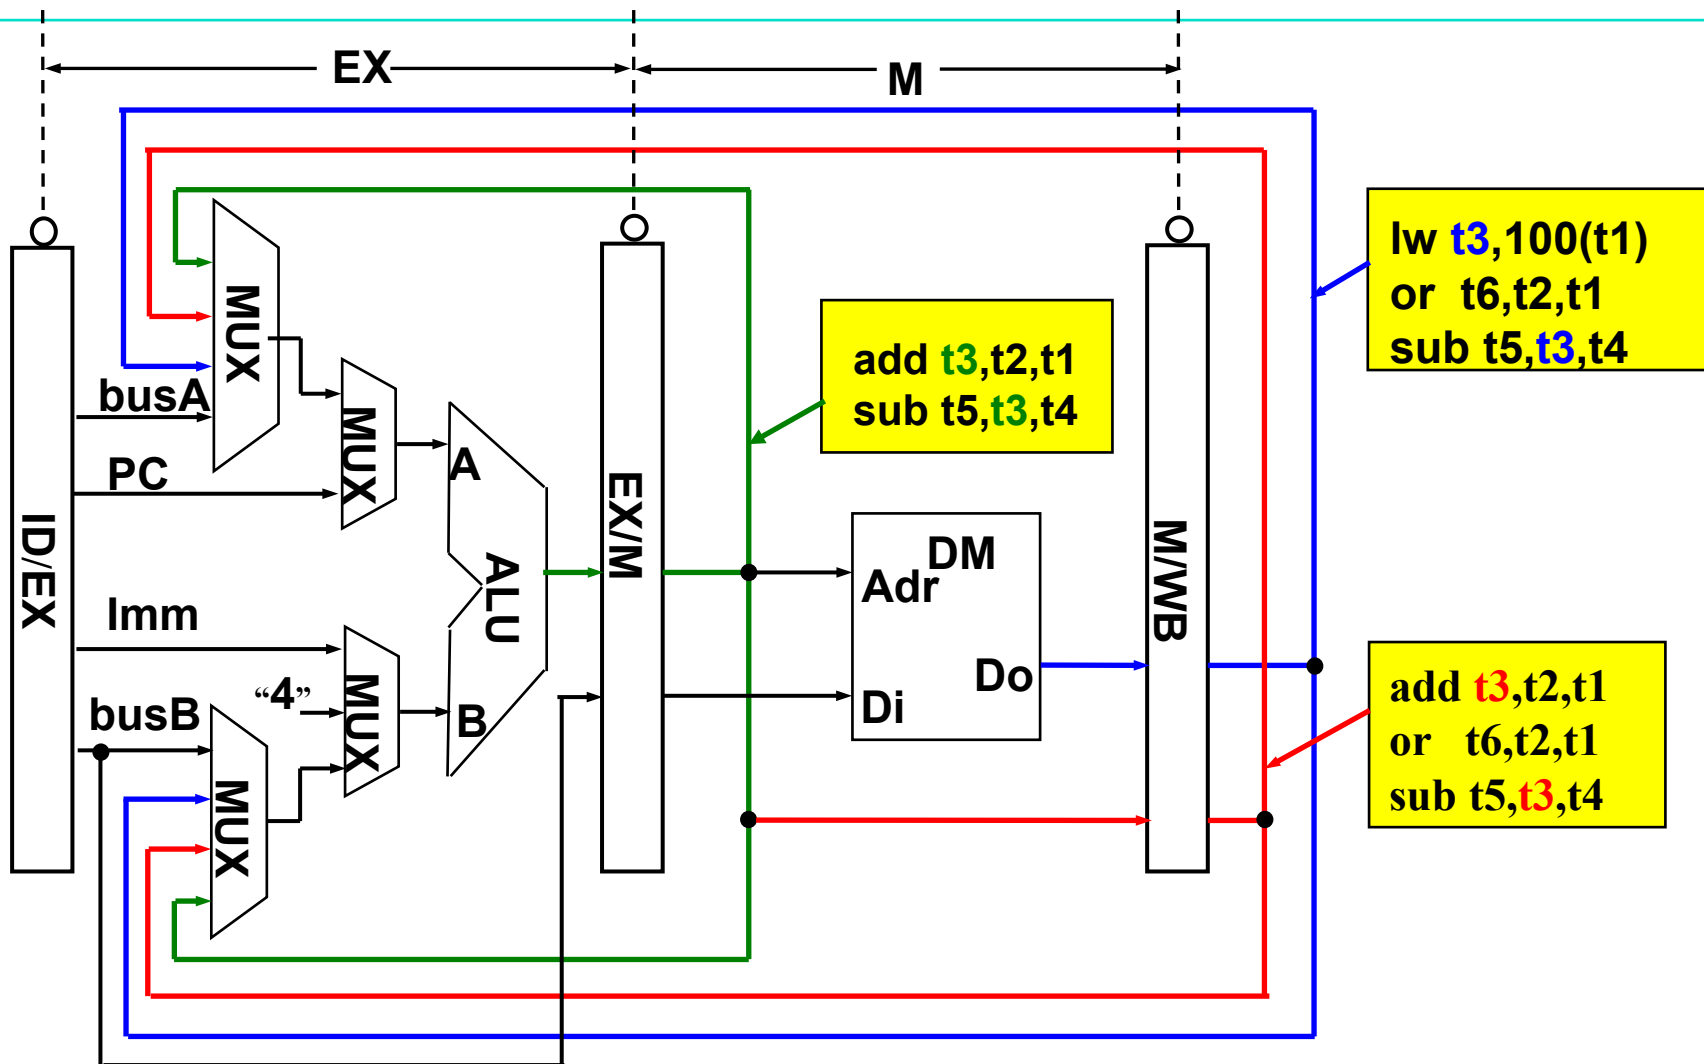 EX
M
lw t3,100(t1)
or t6,t2,t1
sub t5,t3,t4
MUX
add t3,t2,t1
sub t5,t3,t4
busA
MUX
PC
A
ID/EX
EX/M
ALU
DM
Adr
M/WB
Imm
Do
“4”
MUX
busB
B
Di
add t3,t2,t1
or t6,t2,t1
sub t5,t3,t4
MUX